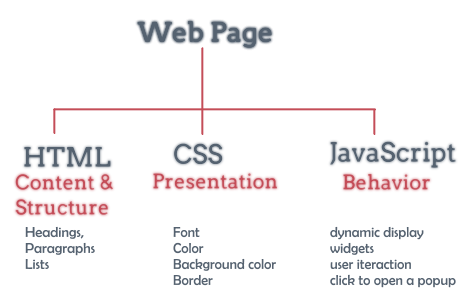 Web Page
HTML
Content &
Structure
Headings,
Paragraphs
Lists
CSS
Presentation
Font
Color
Background color
Border
JavaScript
Behavior
dynamic display
widgets
user iteraction
click to open a popup